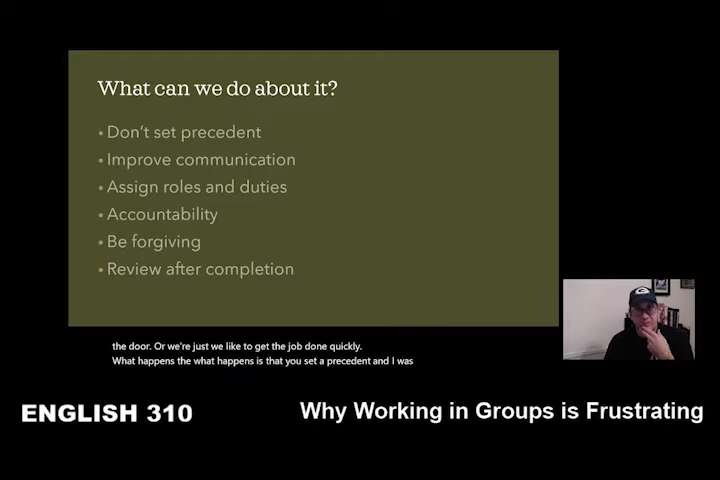 What can we do about it?
• Don't set precedent
• Improve communication
• Assign roles and duties
• Accountability
• Be forgiving
• Review after completion
the door. Or we're just we like to get the job done quickly.
What happens the what happens is that you set a precedent and I was
ENGLISH 310
Why Working in Groups is Frustrating